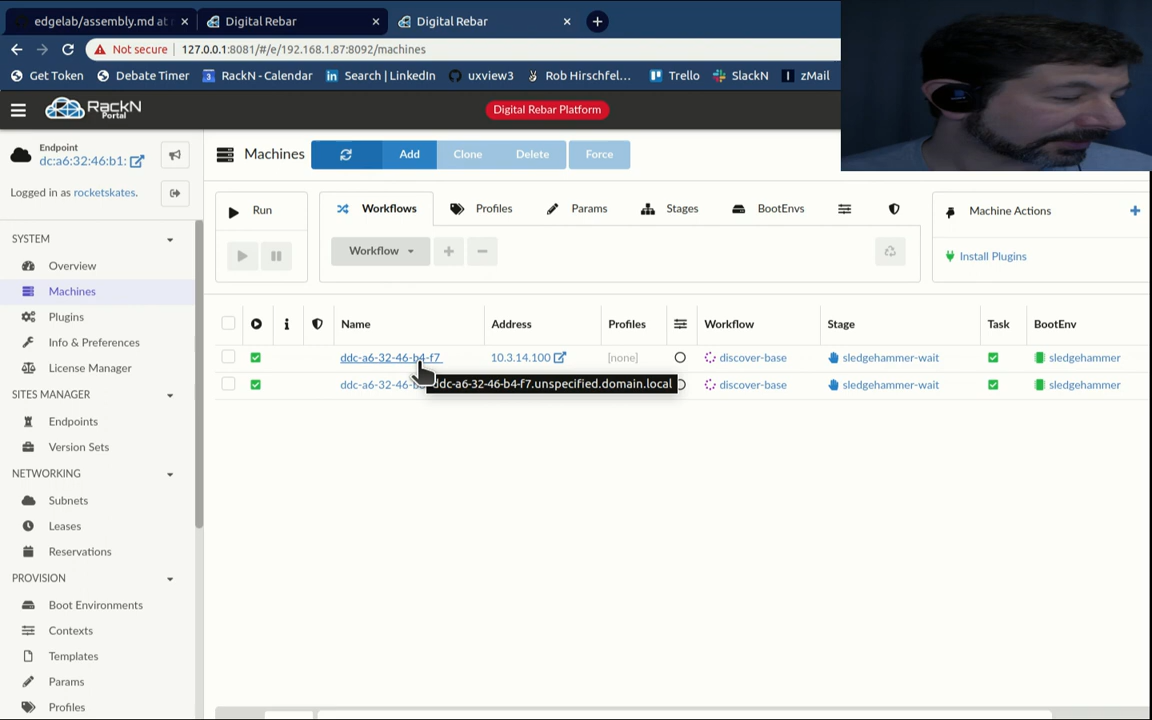 edgelab/assembly.md at
Digital Rebar
Digital Rebar
Not secure 127.0.0.1:8081/#/e/192.168.1.87:8092/machines
Get Token Debate Timer RackN - Calendar Search | LinkedIn uxview3 Rob Hirschfel... Trello SlackN zMail
RackN Portal
Digital Rebar Platform
Endpoint
dc:a6:32:46:b1:
Logged in as rocketskates.
SYSTEM
Overview
Machines
Plugins
Info & Preferences
License Manager
SITES MANAGER
Endpoints
Version Sets
NETWORKING
Subnets
Leases
Reservations
PROVISION
Boot Environments
Contexts
Templates
Params
Profiles
Machines Add Clone Delete Force
Run
Workflows Profiles Params Stages BootEnvs
Workflow
Machine Actions
Install Plugins
Name Address Profiles Workflow Stage Task BootEnv
ddc-a6-32-46-b4-f7 10.3.14.100 [none] discover-base sledgehammer-wait sledgehammer
ddc-a6-32-46-b ddc-a6-32-46-b4-f7.unspecified.domain.local discover-base sledgehammer-wait sledgehammer